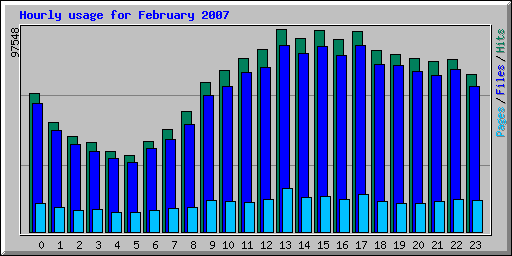 Hourly usage for February 2007
97548
Pages / Files / Hits
0 1 2 3 4 5 6 7 8 9 10 11 12 13 14 15 16 17 18 19 20 21 22 23